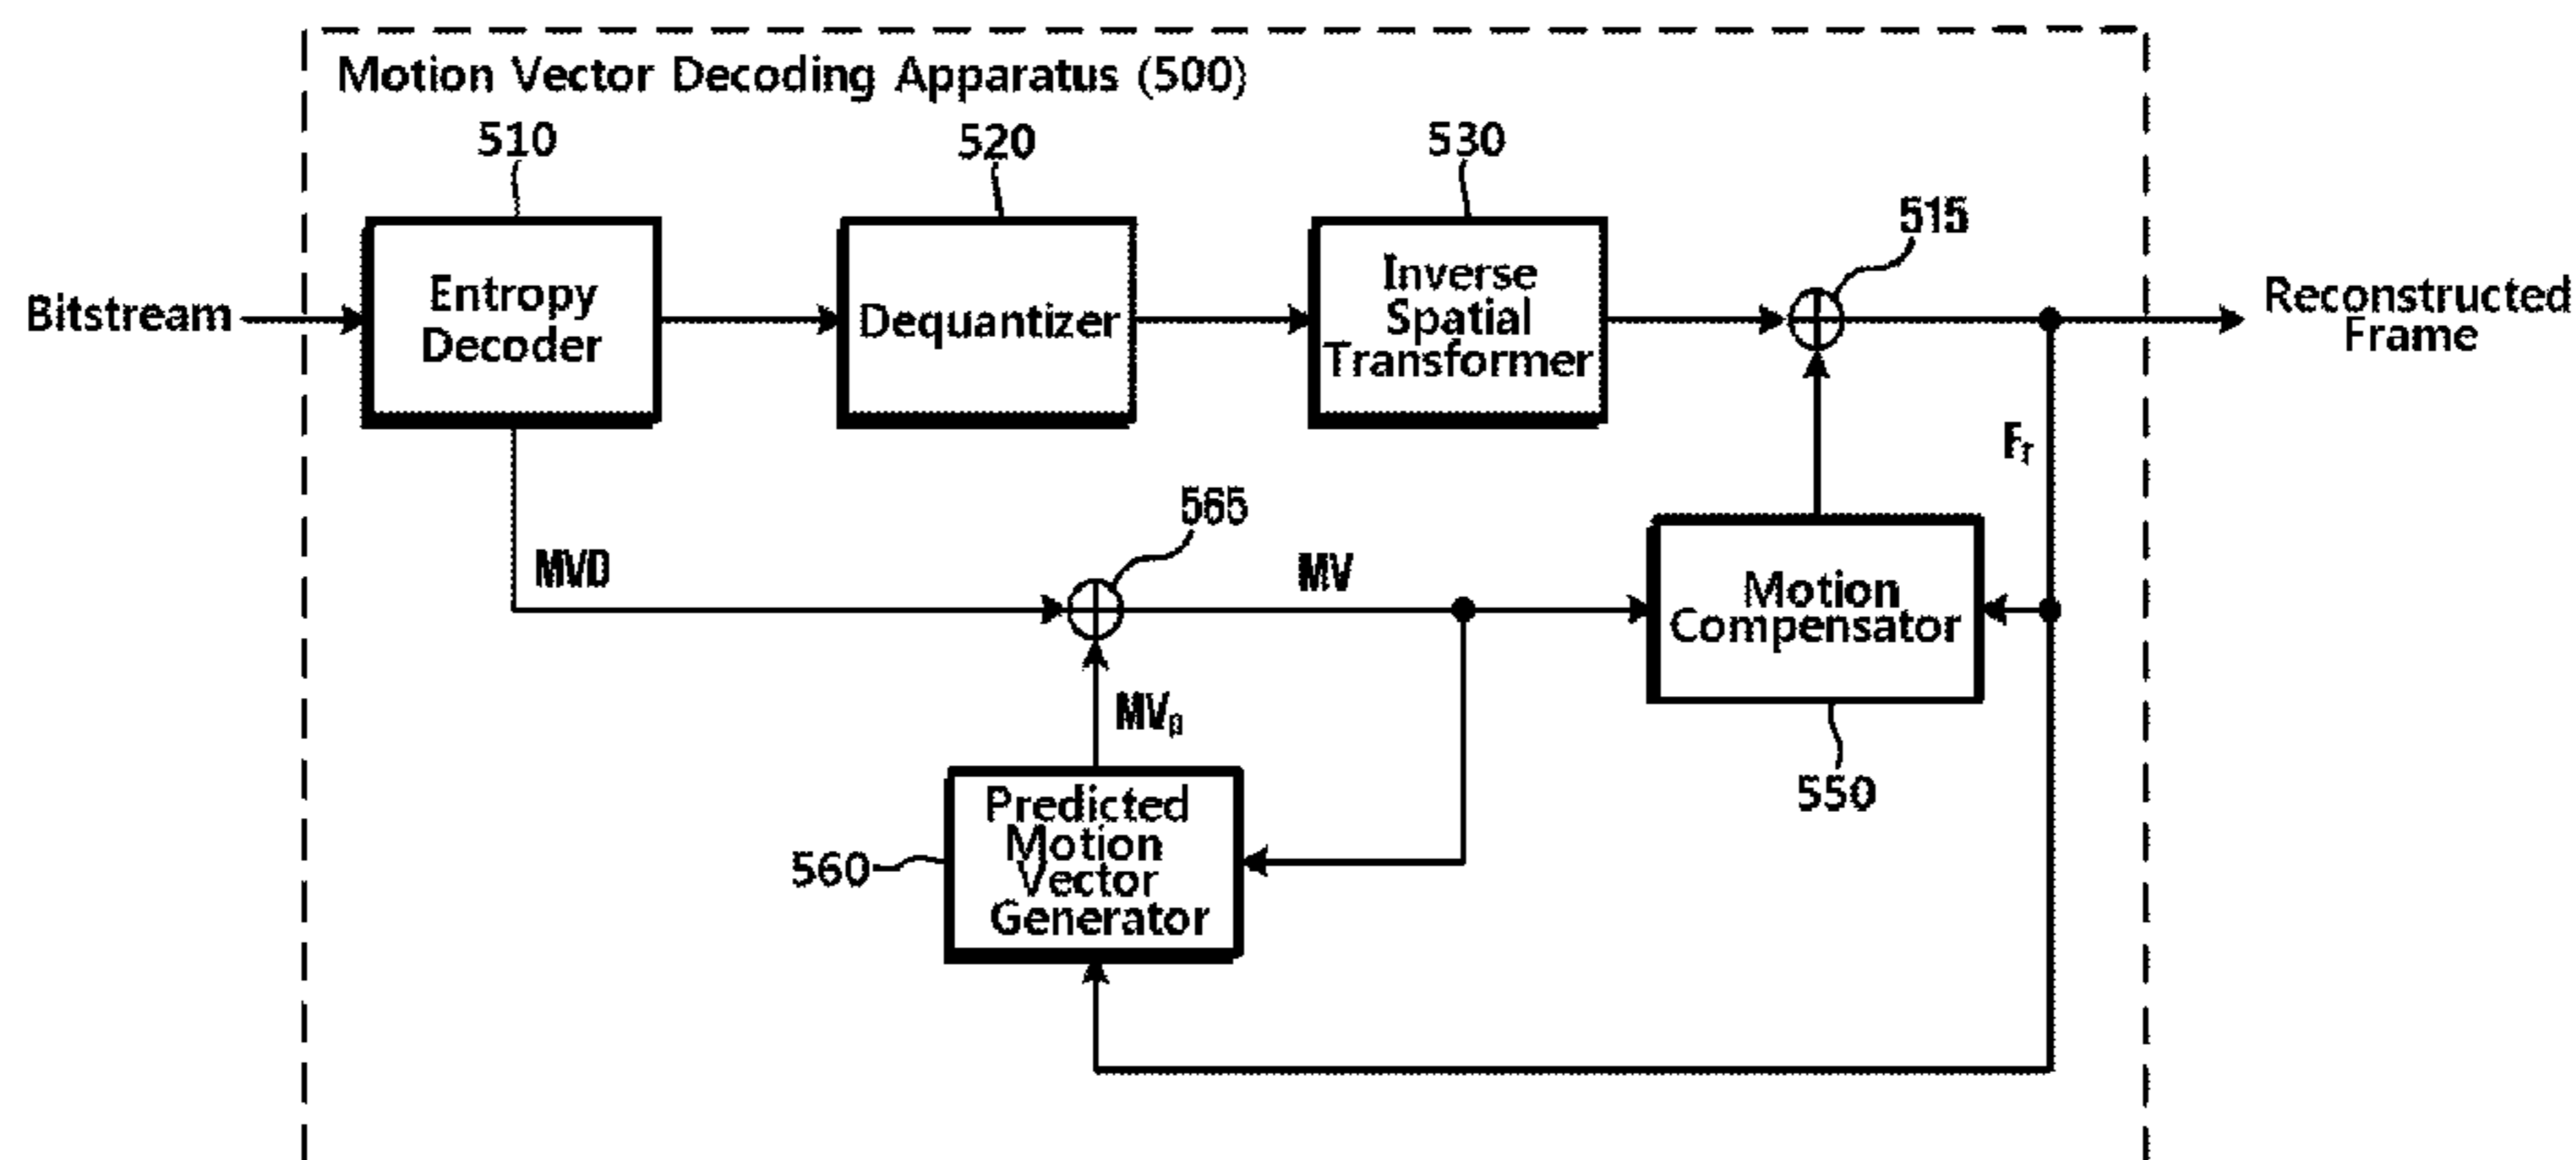 Motion Vector Decoding Apparatus (500)
510
520
530
515
Bitstream
Entropy
Decoder
Dequantizer
Inverse
Spatial
Transformer
Reconstructed
Frame
Fr
565
MVD
MV
Motion
Compensator
MVp
550
Predicted
Motion
Vector
Generator
560